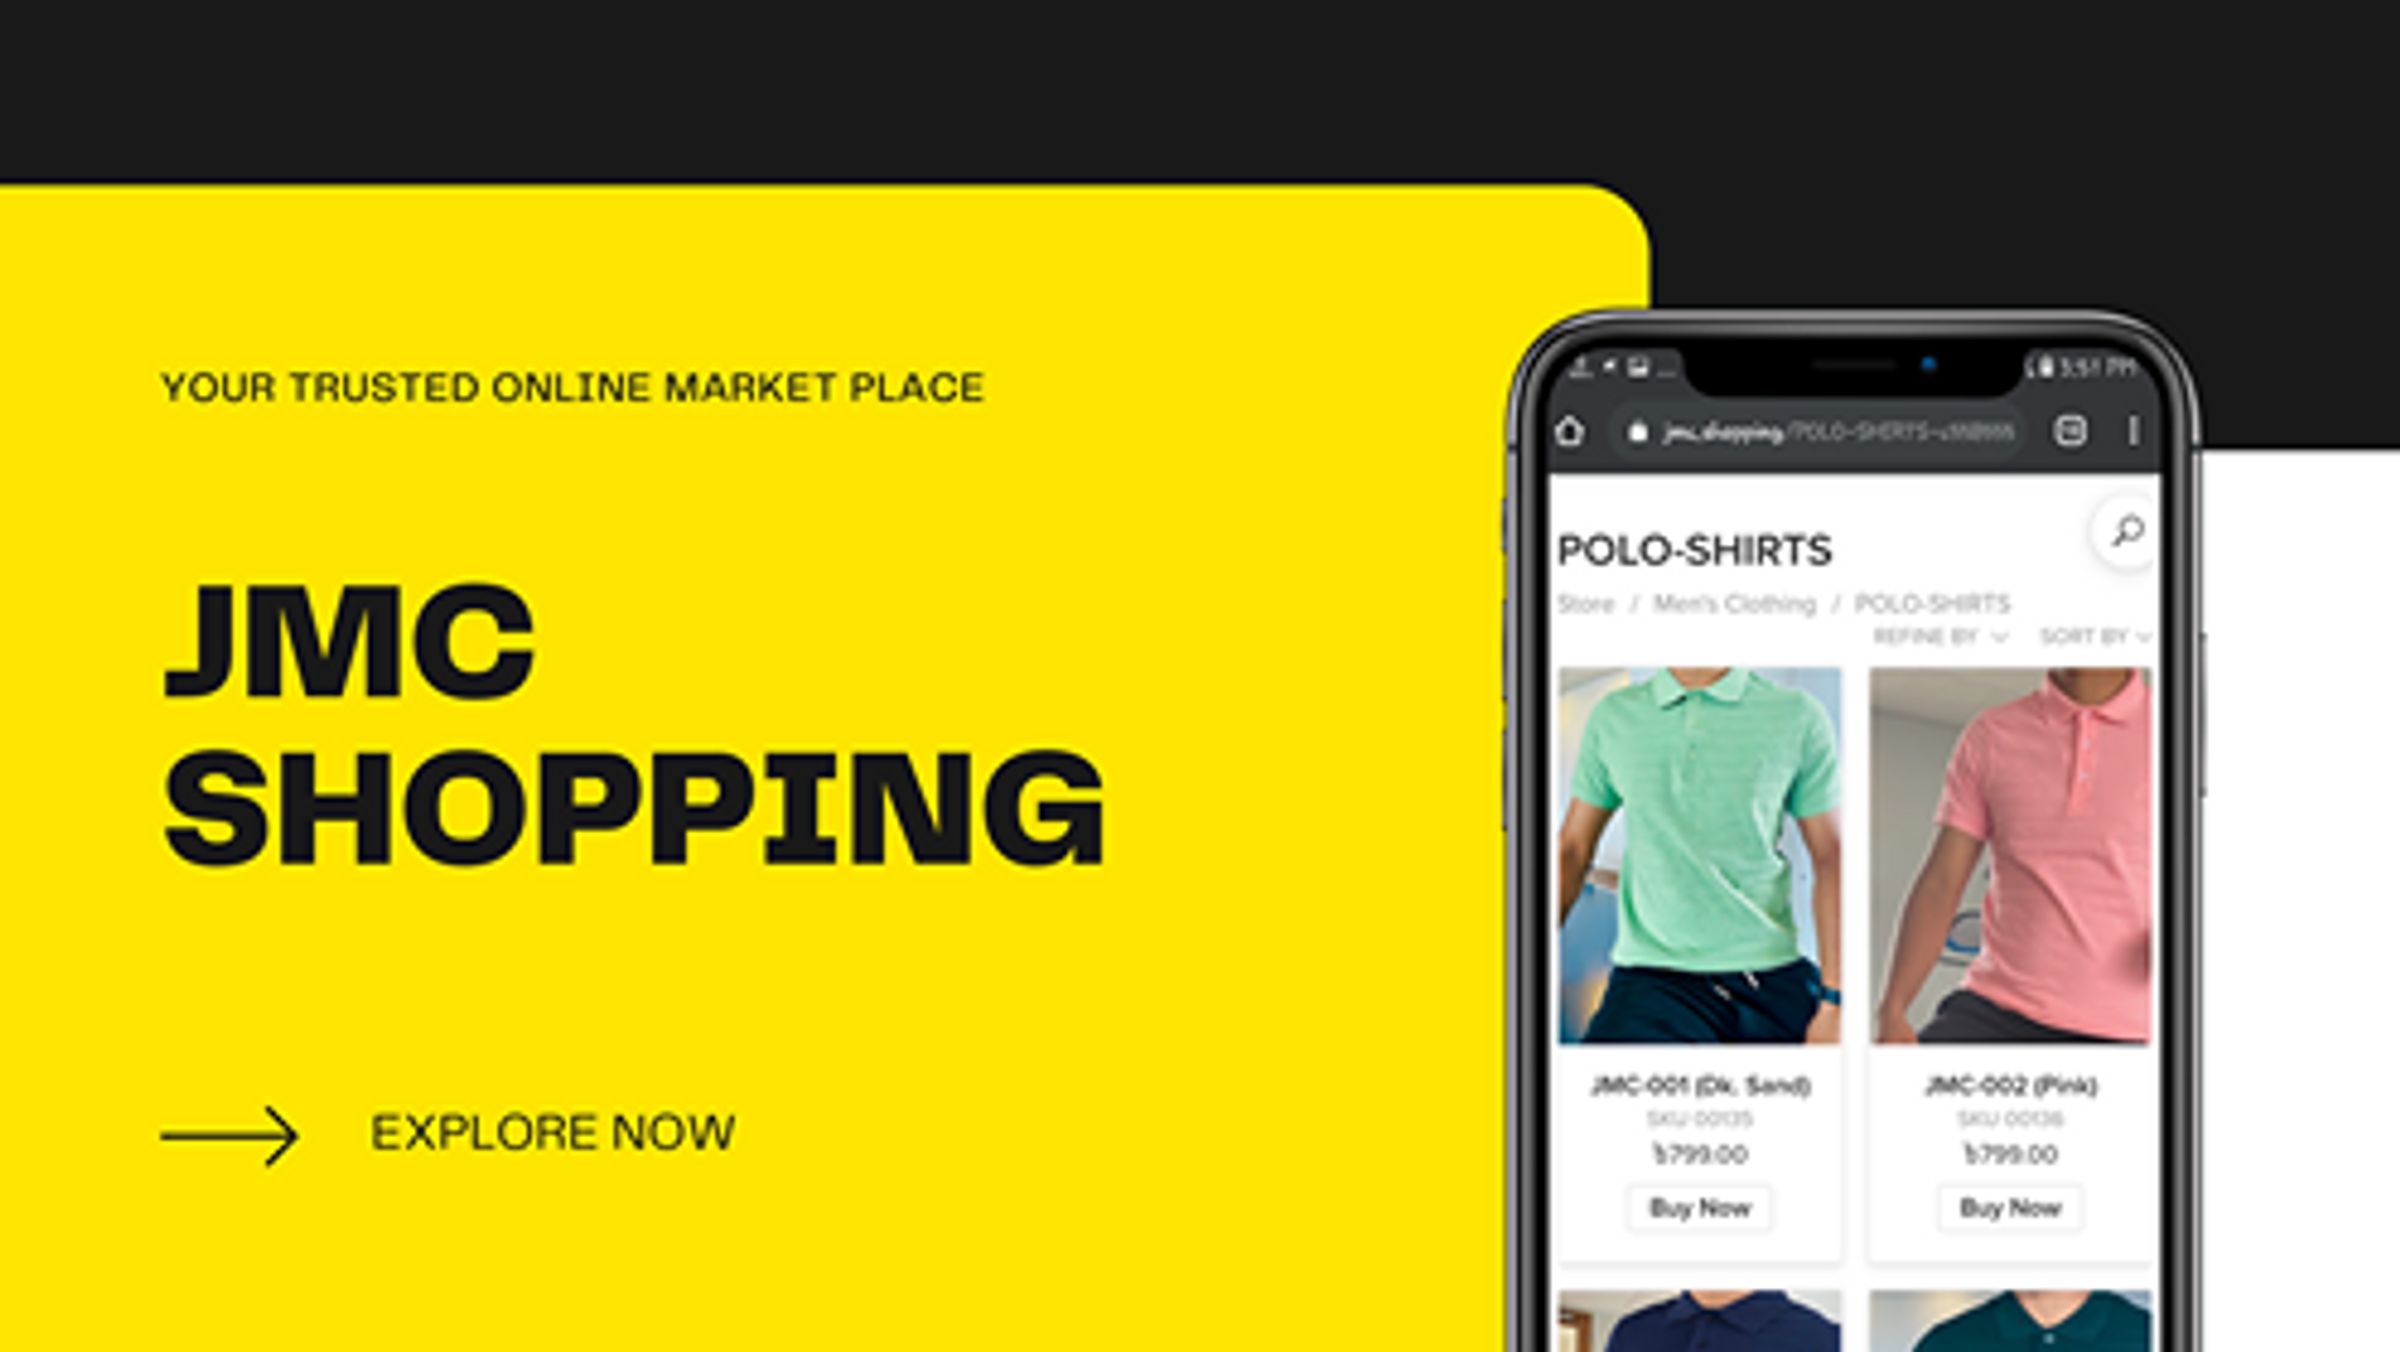 YOUR TRUSTED ONLINE MARKET PLACE
JMC
SHOPPING
EXPLORE NOW
3:51 PM
jmc.shopping/POLO-SHIRTS-
POLO-SHIRTS
Store / Men's Clothing / POLO-SHIRTS
REFINE BY SORT BY
JMC-001 (Dk. Sand) JMC-002 (Pink)
SKU 00135 SKU 00136
৳799.00 ৳799.00
Buy Now Buy Now